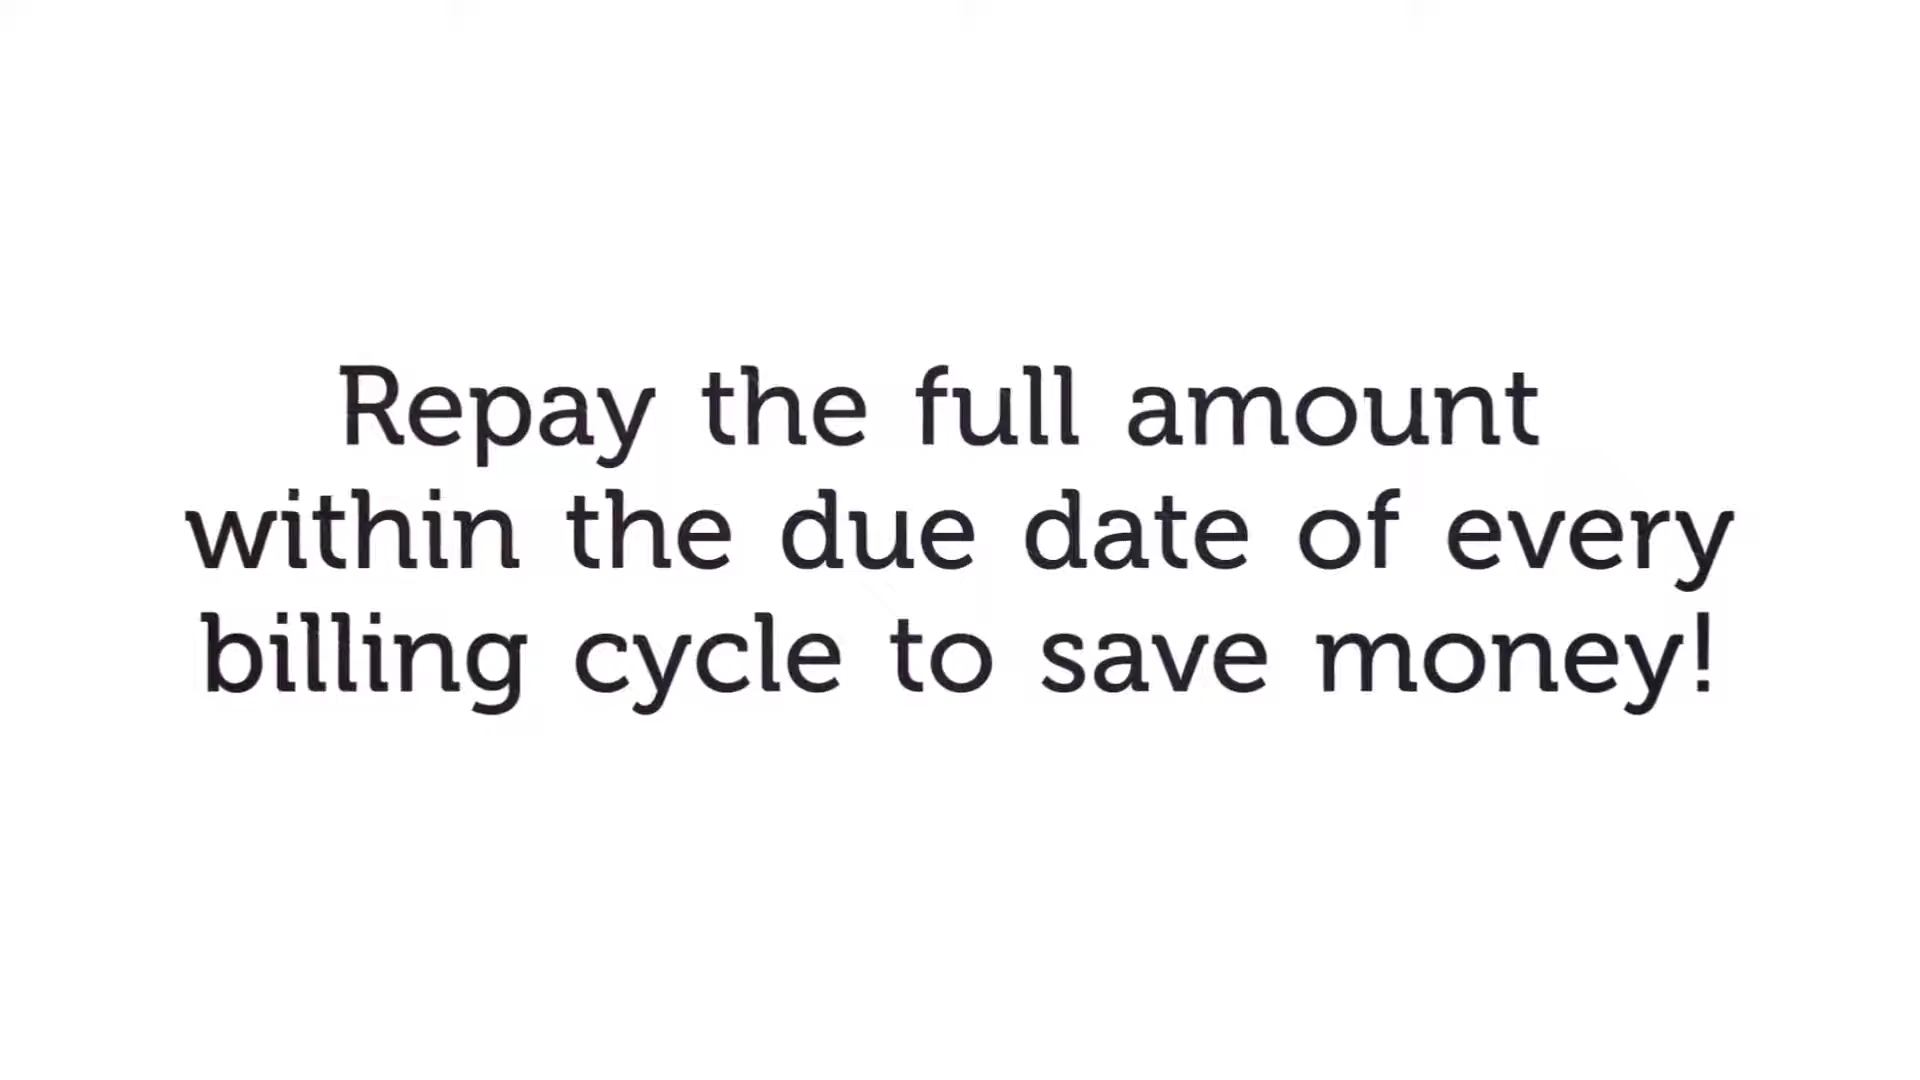 Repay the full amount
within the due date of every
billing cycle to save money!